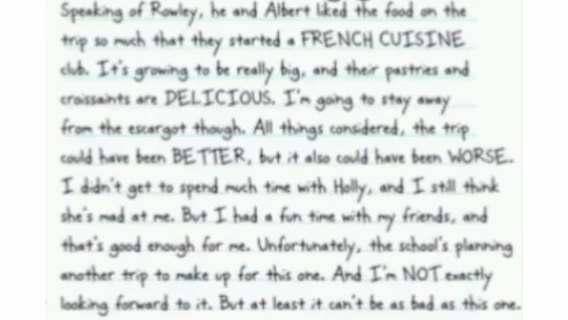 Speaking of Rowley, he and Albert liked the food on the
trip so much that they started a FRENCH CUISINE
club. It's growing to be really big, and their pastries and
croissaints are DELICIOUS. I'm going to stay away
from the escargot though. All things considered, the trip
could have been BETTER, but it also could have been WORSE.
I didn't get to spend much time with Holly, and I still think
she's mad at me. But I had a fun time with my friends, and
that's good enough for me. Unfortunately, the school's planning
another trip to make up for this one. And I'm NOT exactly
looking forward to it. But at least it can't be as bad as this one.